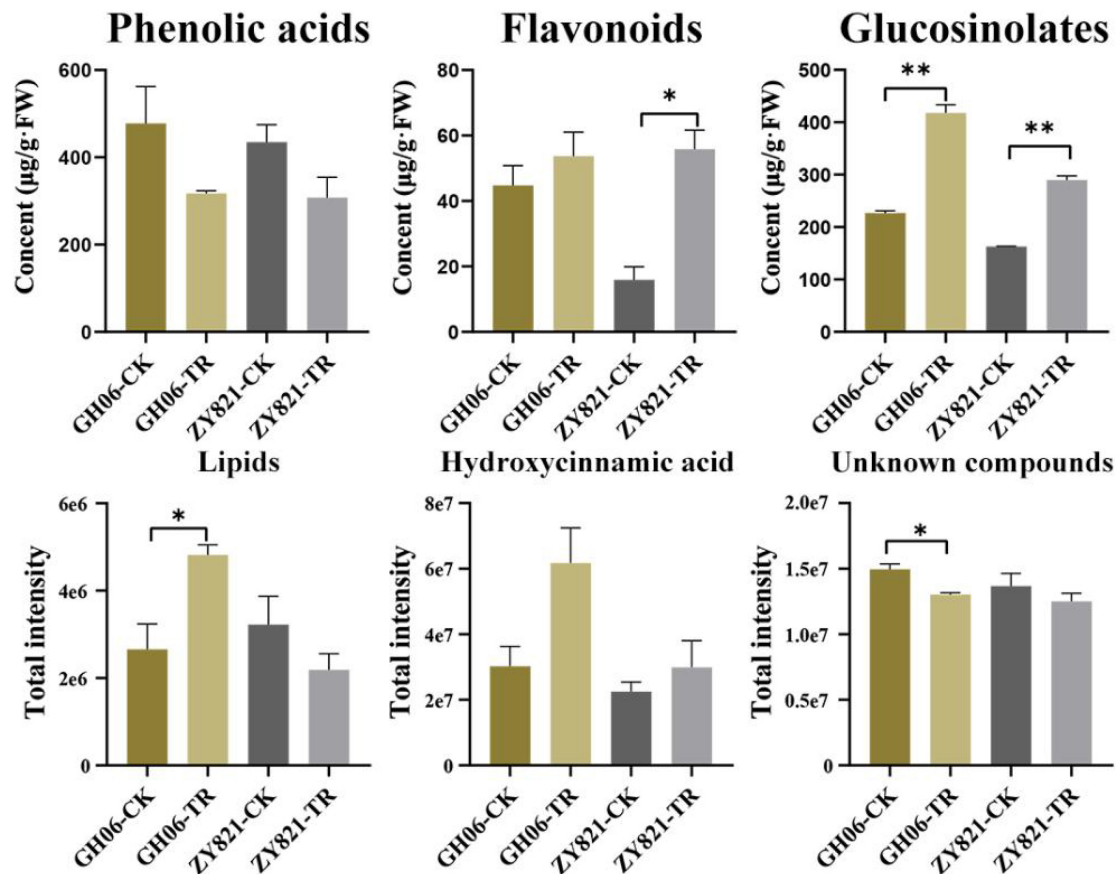 Phenolic acids
Concent (µg/g·FW)
600
400
200
0
GH06-CK
GH06-TR
ZY821-CK
ZY821-TR
Flavonoids
Concent (µg/g·FW)
80
60
40
20
0
*
GH06-CK
GH06-TR
ZY821-CK
ZY821-TR
Glucosinolates
Concent (µg/g·FW)
500
400
300
200
100
0
**
**
GH06-CK
GH06-TR
ZY821-CK
ZY821-TR
Lipids
Total intensity
6e6
4e6
2e6
0
*
GH06-CK
GH06-TR
ZY821-CK
ZY821-TR
Hydroxycinnamic acid
Total intensity
8e7
6e7
4e7
2e7
0
GH06-CK
GH06-TR
ZY821-CK
ZY821-TR
Unknown compounds
Total intensity
2.0e7
1.5e7
1.0e7
0.5e7
0
*
GH06-CK
GH06-TR
ZY821-CK
ZY821-TR